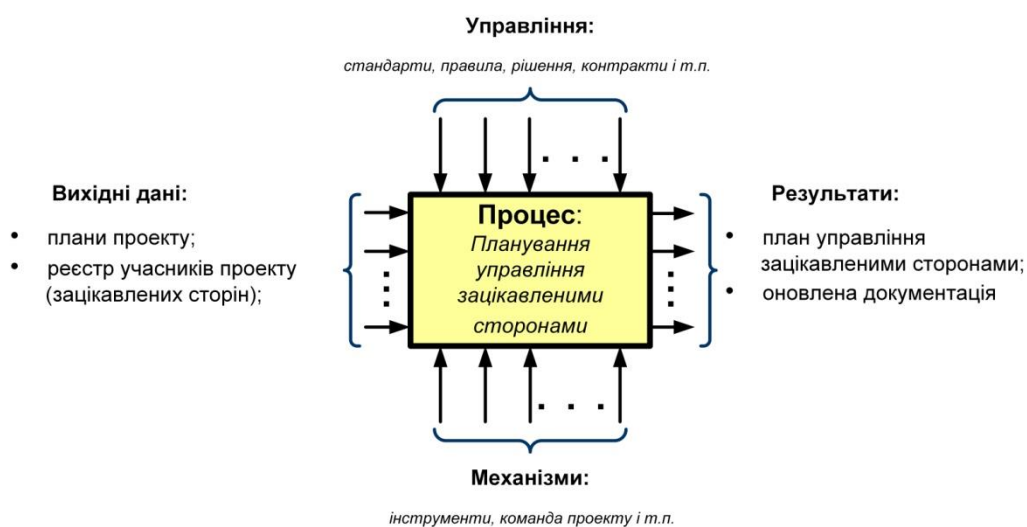 Управління:
стандарти, правила, рішення, контракти і т.п.
Вихідні дані:
• плани проекту;
• реєстр учасників проекту
(зацікавлених сторін);
Процес:
Планування
управління
зацікавленими
сторонами
Результати:
• план управління
зацікавленими сторонами;
• оновлена документація
Механізми:
інструменти, команда проекту і т.п.